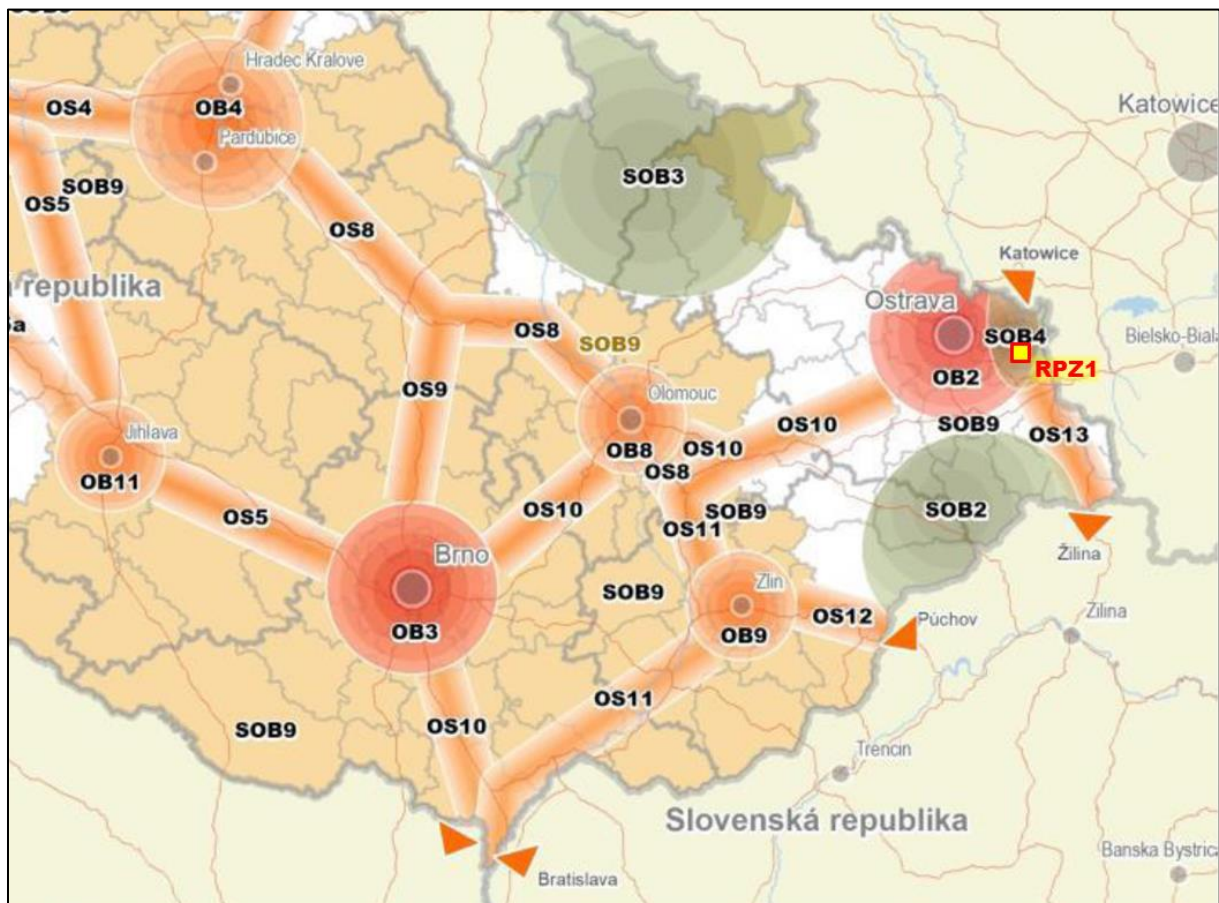 Hradec Kralove
OS4
OB4
Katowice
Pardubice
SOB9
SOB3
OS5
OS8
Katowice
a republika
Ostrava
SOB4
Bielsko-Biala
OS8
SOB9
RPZ1
OS9
OB2
Olomouc
SOB9
Jihlava
OS10
OS13
OB8
OS10
OB11
OS8
OS10
SOB9
SOB2
OS5
OS11
Brno
Žilina
Zlin
SOB9
OS12
Púchov
Zilina
OB3
OB9
OS11
OS10
SOB9
Trencin
Slovenská republika
Banska Bystrica
Bratislava